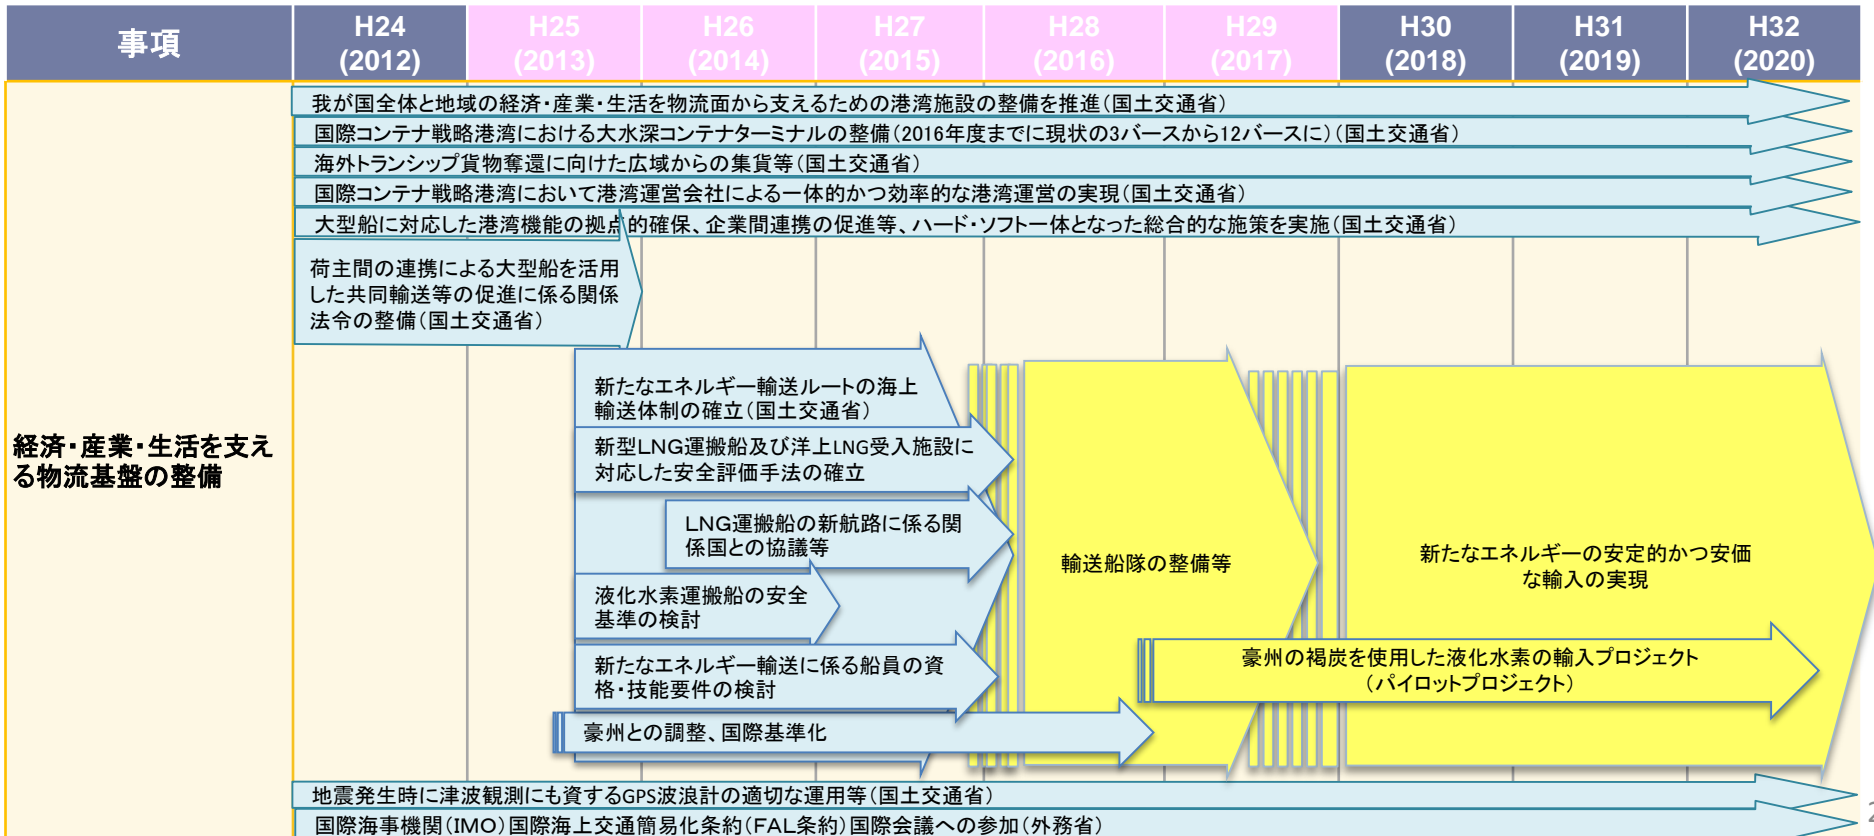 事項
H24
(2012)
H25
(2013)
H26
(2014)
H27
(2015)
H28
(2016)
H29
(2017)
H30
(2018)
H31
(2019)
H32
(2020)
経済・産業・生活を支え
る物流基盤の整備
我が国全体と地域の経済・産業・生活を物流面から支えるための港湾施設の整備を推進(国土交通省)
国際コンテナ戦略港湾における大水深コンテナターミナルの整備(2016年度までに現状の3バースから12バースに)(国土交通省)
海外トランシップ貨物奪還に向けた広域からの集貨等(国土交通省)
国際コンテナ戦略港湾において港湾運営会社による一体的かつ効率的な港湾運営の実現(国土交通省)
大型船に対応した港湾機能の拠点的確保、企業間連携の促進等、ハード・ソフト一体となった総合的な施策を実施(国土交通省)
荷主間の連携による大型船を活用
した共同輸送等の促進に係る関係
法令の整備(国土交通省)
新たなエネルギー輸送ルートの海上
輸送体制の確立(国土交通省)
新型LNG運搬船及び洋上LNG受入施設に
対応した安全評価手法の確立
LNG運搬船の新航路に係る関
係国との協議等
液化水素運搬船の安全
基準の検討
新たなエネルギー輸送に係る船員の資
格・技能要件の検討
豪州との調整、国際基準化
輸送船隊の整備等
新たなエネルギーの安定的かつ安価
な輸入の実現
豪州の褐炭を使用した液化水素の輸入プロジェクト
(パイロットプロジェクト)
地震発生時に津波観測にも資するGPS波浪計の適切な運用等(国土交通省)
国際海事機関(IMO)国際海上交通簡易化条約(FAL条約)国際会議への参加(外務省)